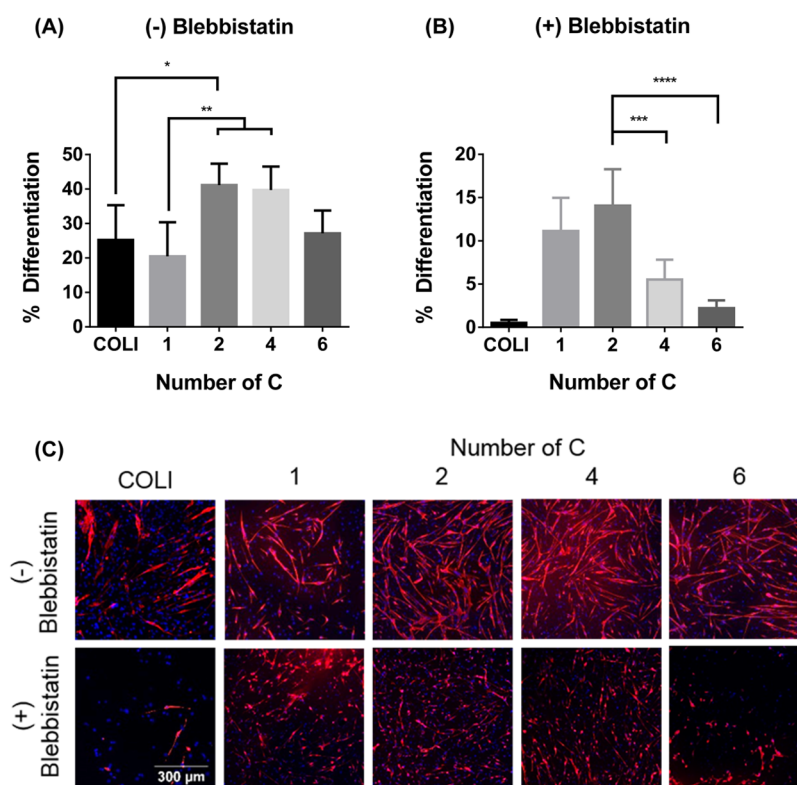 (A) (-) Blebbistatin
*
**
% Differentiation
50
40
30
20
10
0
COLI 1 2 4 6
Number of C
(B) (+) Blebbistatin
****
***
% Differentiation
20
15
10
5
0
COLI 1 2 4 6
Number of C
(C)
Number of C
COLI 1 2 4 6
(-)
Blebbistatin
(+)
Blebbistatin
300 μm